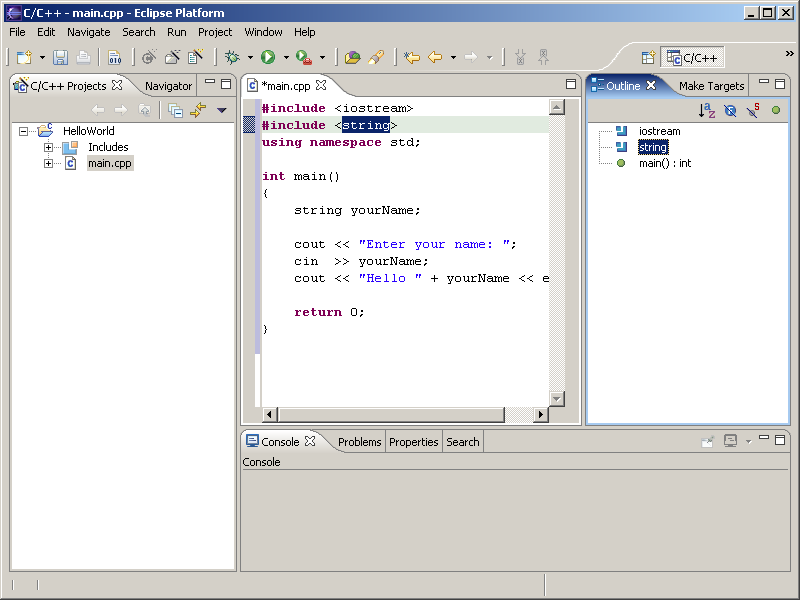 C/C++ - main.cpp - Eclipse Platform
File Edit Navigate Search Run Project Window Help
010
C/C++
»
C/C++ Projects
Navigator
HelloWorld
Includes
main.cpp
*main.cpp
#include <iostream>
#include <string>
using namespace std;
int main()
{
string yourName;
cout << "Enter your name: ";
cin >> yourName;
cout << "Hello " + yourName << e
return 0;
}
Outline
Make Targets
iostream
string
main() : int
Console
Problems
Properties
Search
Console